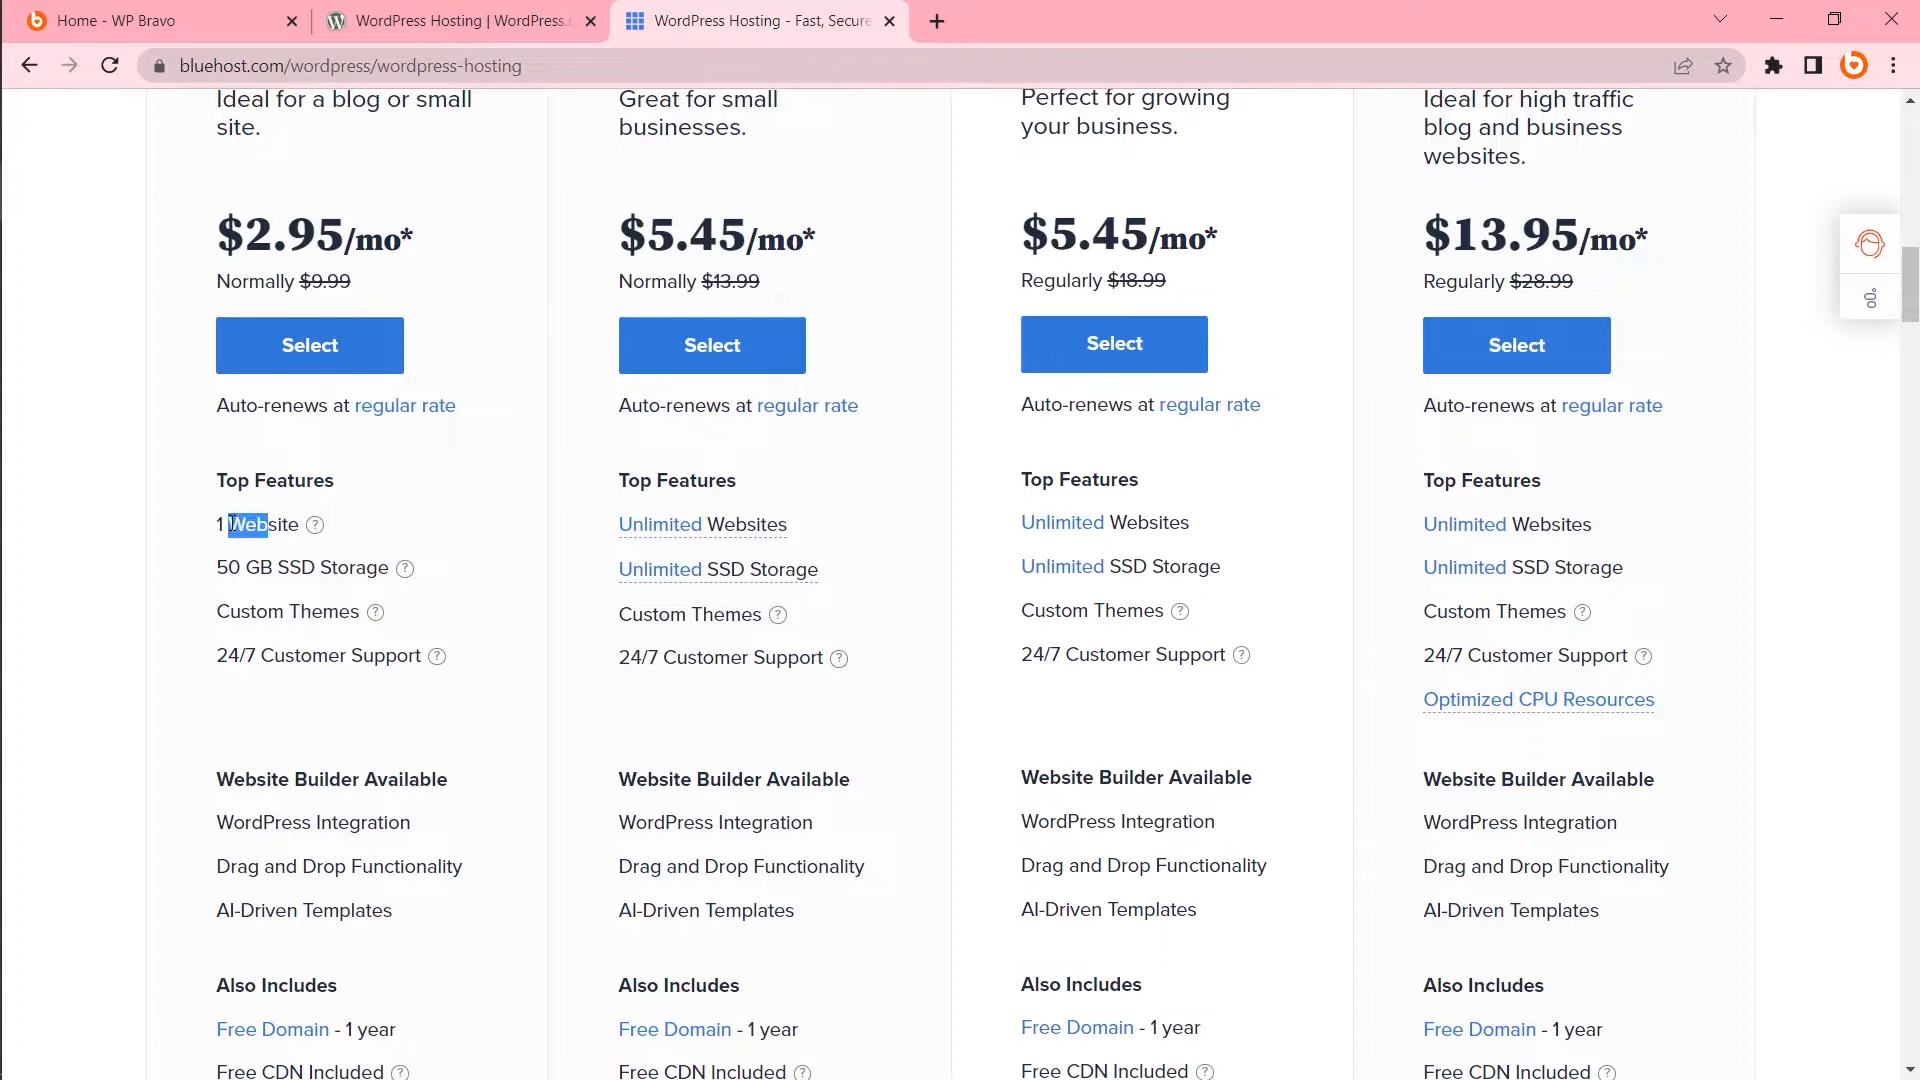 Home - WP Bravo
WordPress Hosting | WordPress.
WordPress Hosting - Fast, Secure
bluehost.com/wordpress/wordpress-hosting
Ideal for a blog or small
site.
$2.95/mo*
Normally $9.99
Select
Auto-renews at regular rate
Top Features
1 Website
50 GB SSD Storage
Custom Themes
24/7 Customer Support
Website Builder Available
WordPress Integration
Drag and Drop Functionality
AI-Driven Templates
Also Includes
Free Domain - 1 year
Free CDN Included
Great for small
businesses.
$5.45/mo*
Normally $13.99
Select
Auto-renews at regular rate
Top Features
Unlimited Websites
Unlimited SSD Storage
Custom Themes
24/7 Customer Support
Website Builder Available
WordPress Integration
Drag and Drop Functionality
AI-Driven Templates
Also Includes
Free Domain - 1 year
Free CDN Included
Perfect for growing
your business.
$5.45/mo*
Regularly $18.99
Select
Auto-renews at regular rate
Top Features
Unlimited Websites
Unlimited SSD Storage
Custom Themes
24/7 Customer Support
Website Builder Available
WordPress Integration
Drag and Drop Functionality
AI-Driven Templates
Also Includes
Free Domain - 1 year
Free CDN Included
Ideal for high traffic
blog and business
websites.
$13.95/mo*
Regularly $28.99
Select
Auto-renews at regular rate
Top Features
Unlimited Websites
Unlimited SSD Storage
Custom Themes
24/7 Customer Support
Optimized CPU Resources
Website Builder Available
WordPress Integration
Drag and Drop Functionality
AI-Driven Templates
Also Includes
Free Domain - 1 year
Free CDN Included